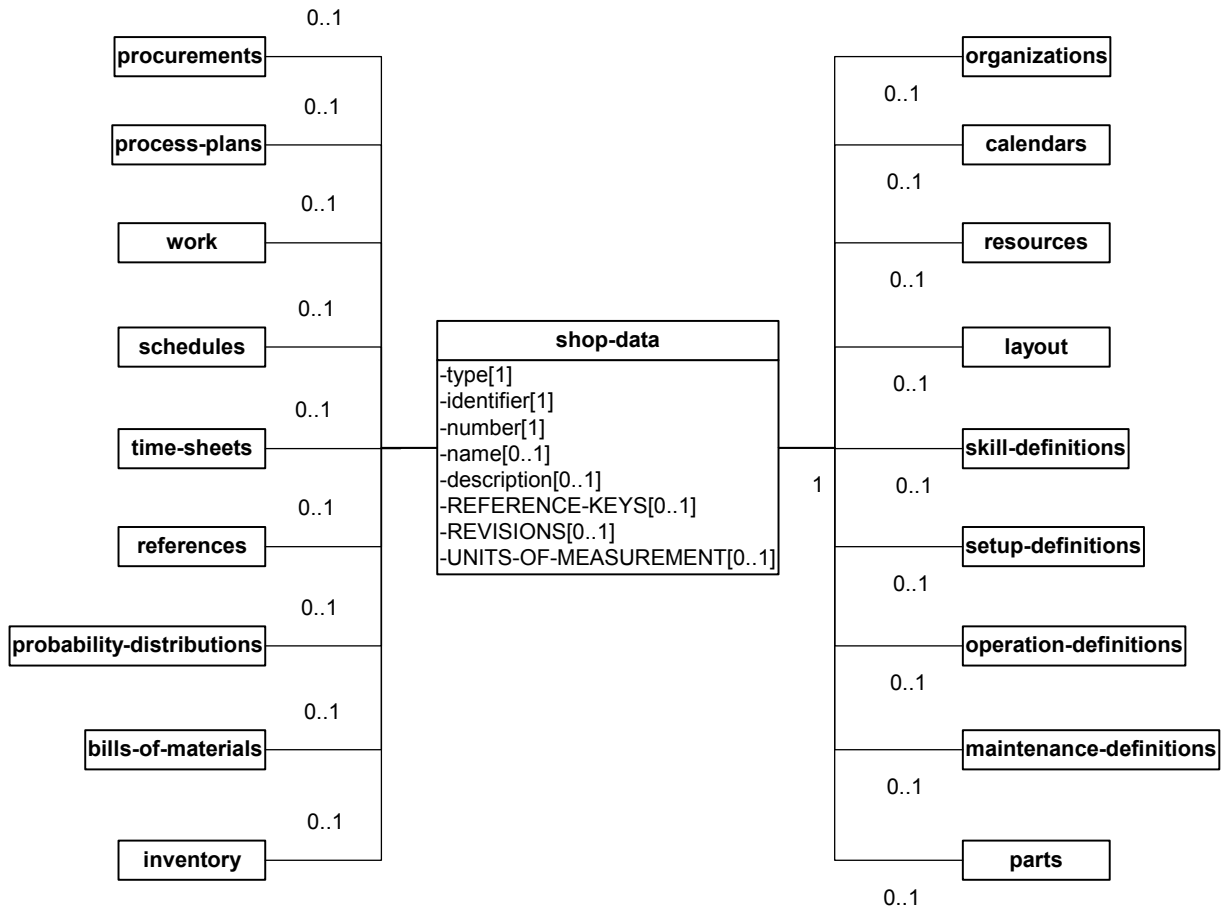 0..1
procurements
0..1
process-plans
0..1
work
0..1
schedules
0..1
time-sheets
0..1
references
0..1
probability-distributions
0..1
bills-of-materials
0..1
inventory
shop-data
-type[1]
-identifier[1]
-number[1]
-name[0..1]
-description[0..1]
-REFERENCE-KEYS[0..1]
-REVISIONS[0..1]
-UNITS-OF-MEASUREMENT[0..1]
1
organizations
0..1
calendars
0..1
resources
0..1
layout
0..1
skill-definitions
0..1
setup-definitions
0..1
operation-definitions
0..1
maintenance-definitions
0..1
parts
0..1